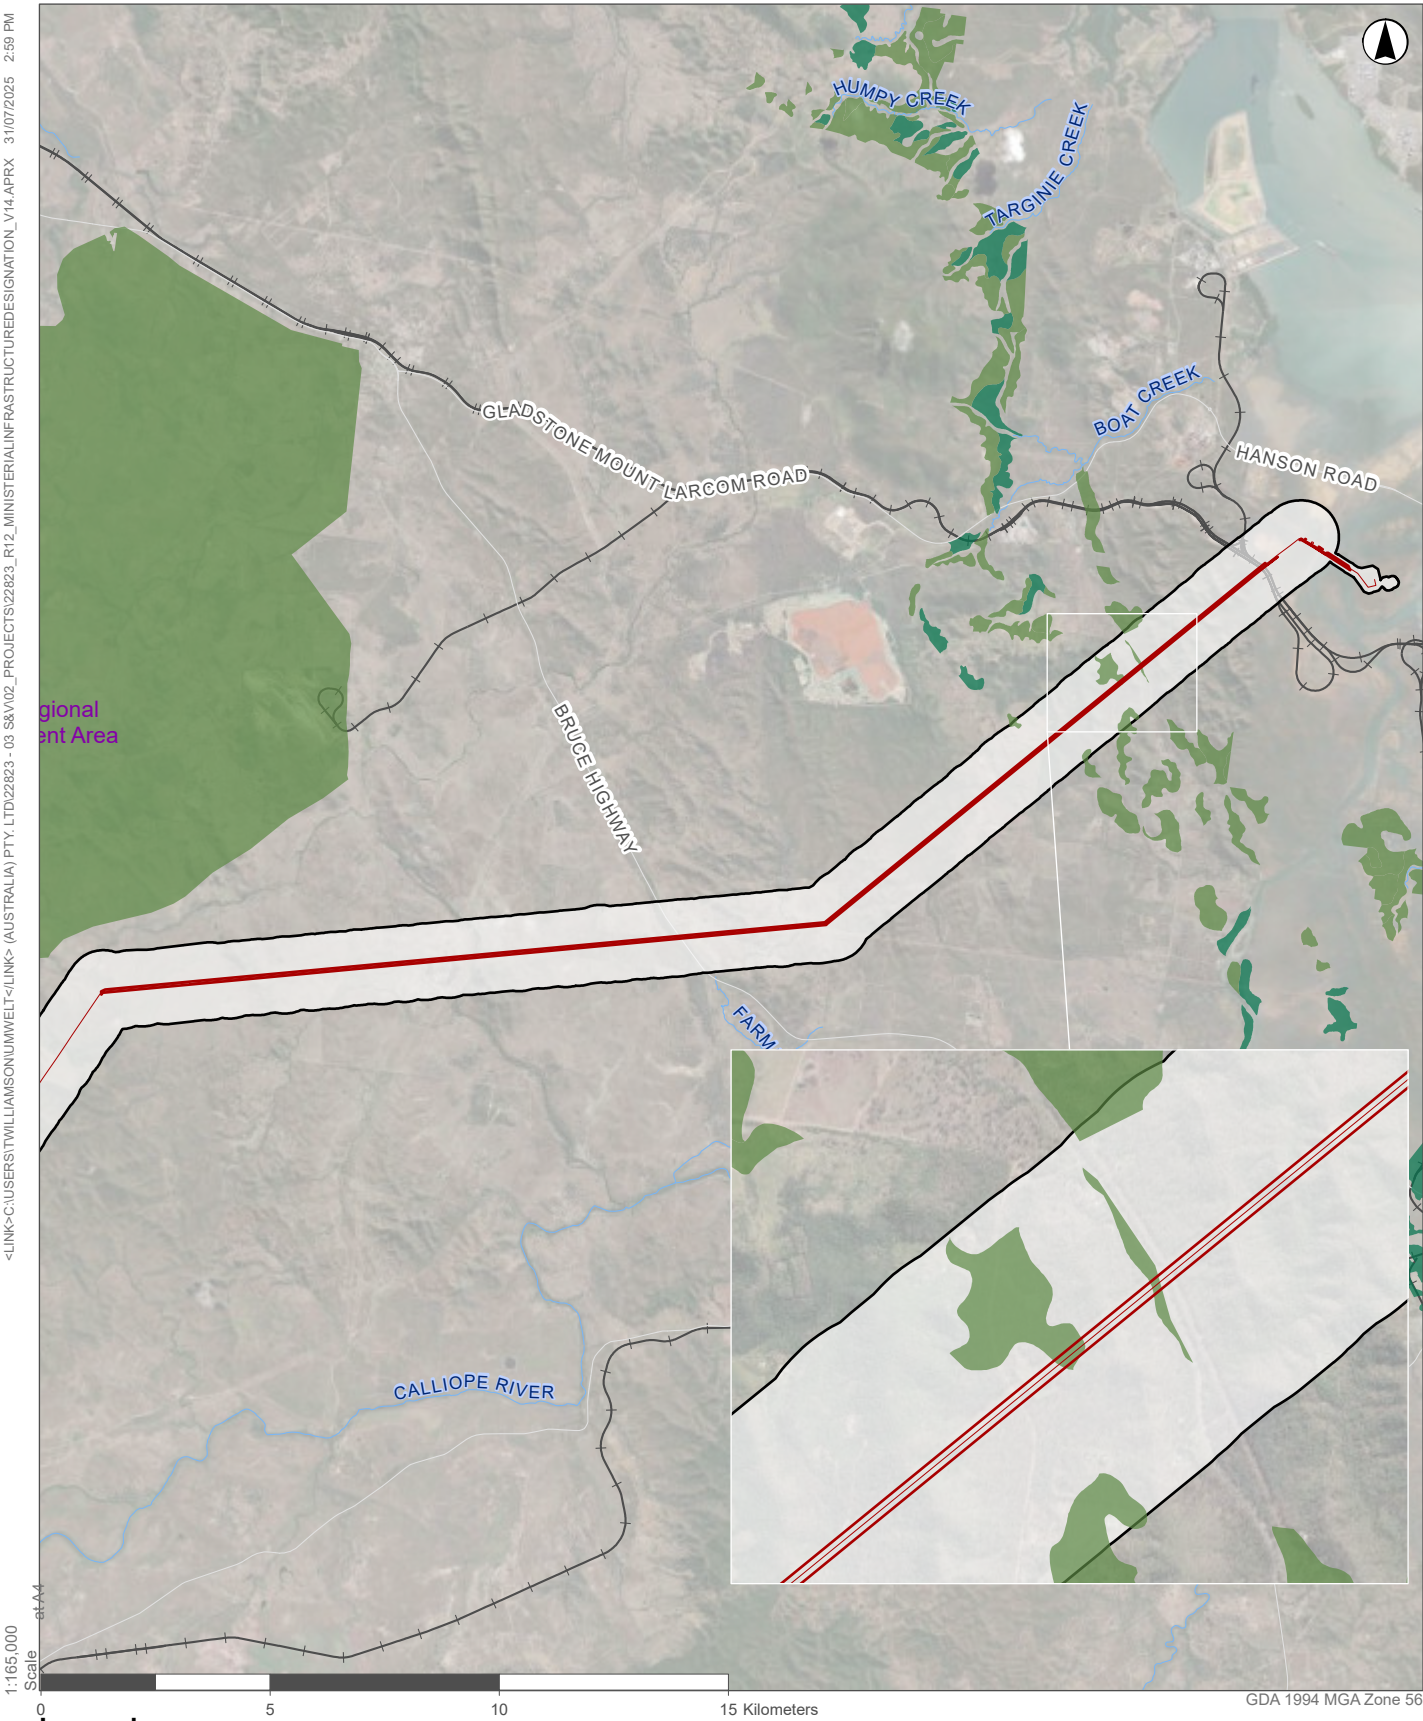 <LINK>C:\USERS\TWILLIAMSON\UMWELT</LINK> (AUSTRALIA) PTY. LTD\22823 - 03 S&V\02_PROJECTS\22823_R12_MINISTERIALINFRASTRUCTUREDESIGNATION_V14.APRX 31/07/2025 2:59 PM
HUMPY CREEK
TARGINIE CREEK
BOAT CREEK
GLADSTONE MOUNT LARCOM ROAD
HANSON ROAD
gional
ent Area
BRUCE HIGHWAY
FARM
CALLIOPE RIVER
Scale
1:165,000
at A4
0
5
10
15 Kilometers
GDA 1994 MGA Zone 56